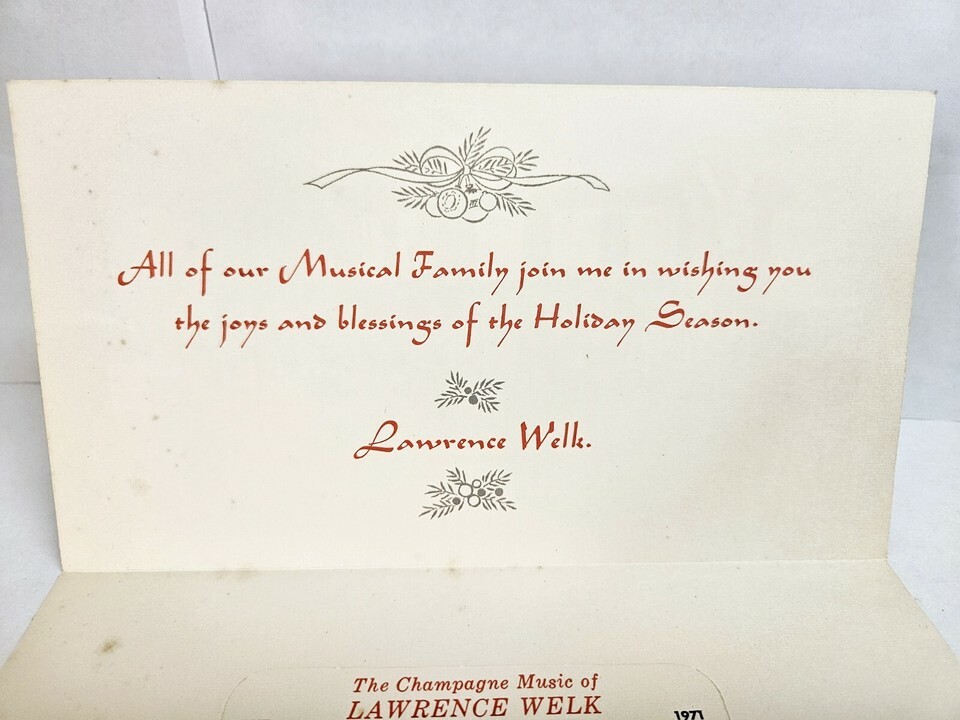 All of our Musical Family join me in wishing you
the joys and blessings of the Holiday Season.
Lawrence Welk.
The Champagne Music of
LAWRENCE WELK
1971